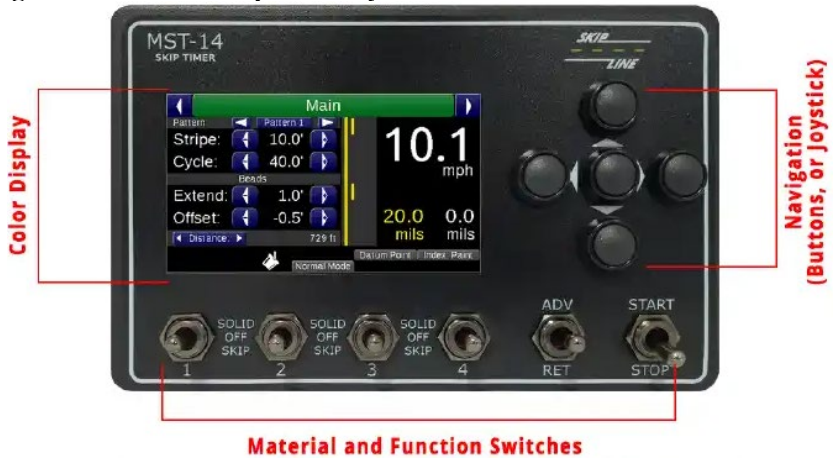 MST-14
SKIP TIMER
SKIP
LINE
Color Display
Main
Pattern
Pattern 1
Stripe: 10.0'
Cycle: 40.0'
Beads
Extend: 1.0'
Offset: -0.5'
Distance:
729 ft
10.1
mph
20.0 0.0
mils mils
Datum Point Index Paint
Normal Mode
Navigation
(Buttons, or Joystick)
SOLID
OFF
SKIP
SOLID
OFF
SKIP
SOLID
OFF
SKIP
1 2 3 4
ADV
RET
START
STOP
Material and Function Switches